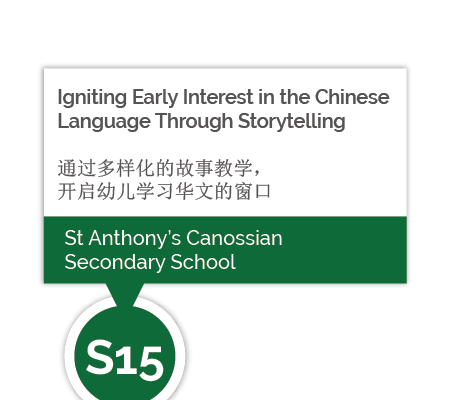 Igniting Early Interest in the Chinese
Language Through Storytelling
通过多样化的故事教学，
开启幼儿学习华文的窗口
St Anthony’s Canossian
Secondary School
S15